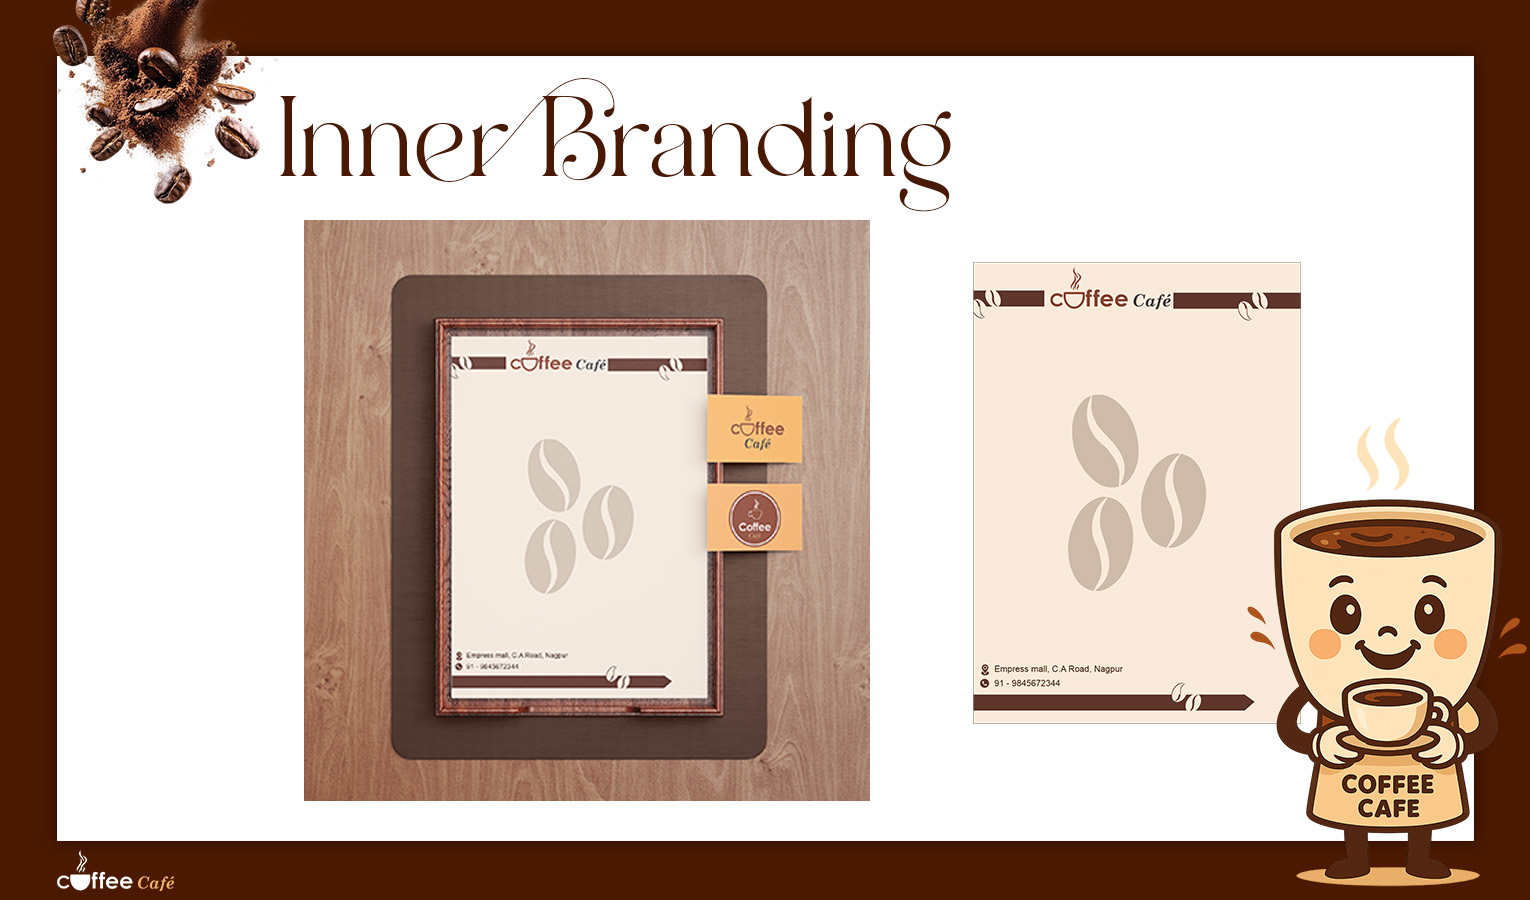 Inner Branding
coffee Café
coffee Café
coffee
Café
Coffee
Café
Empress mall, C.A Road, Nagpur
91 - 9845672344
Empress mall, C.A Road, Nagpur
91 - 9845672344
COFFEE
CAFE
coffee Café